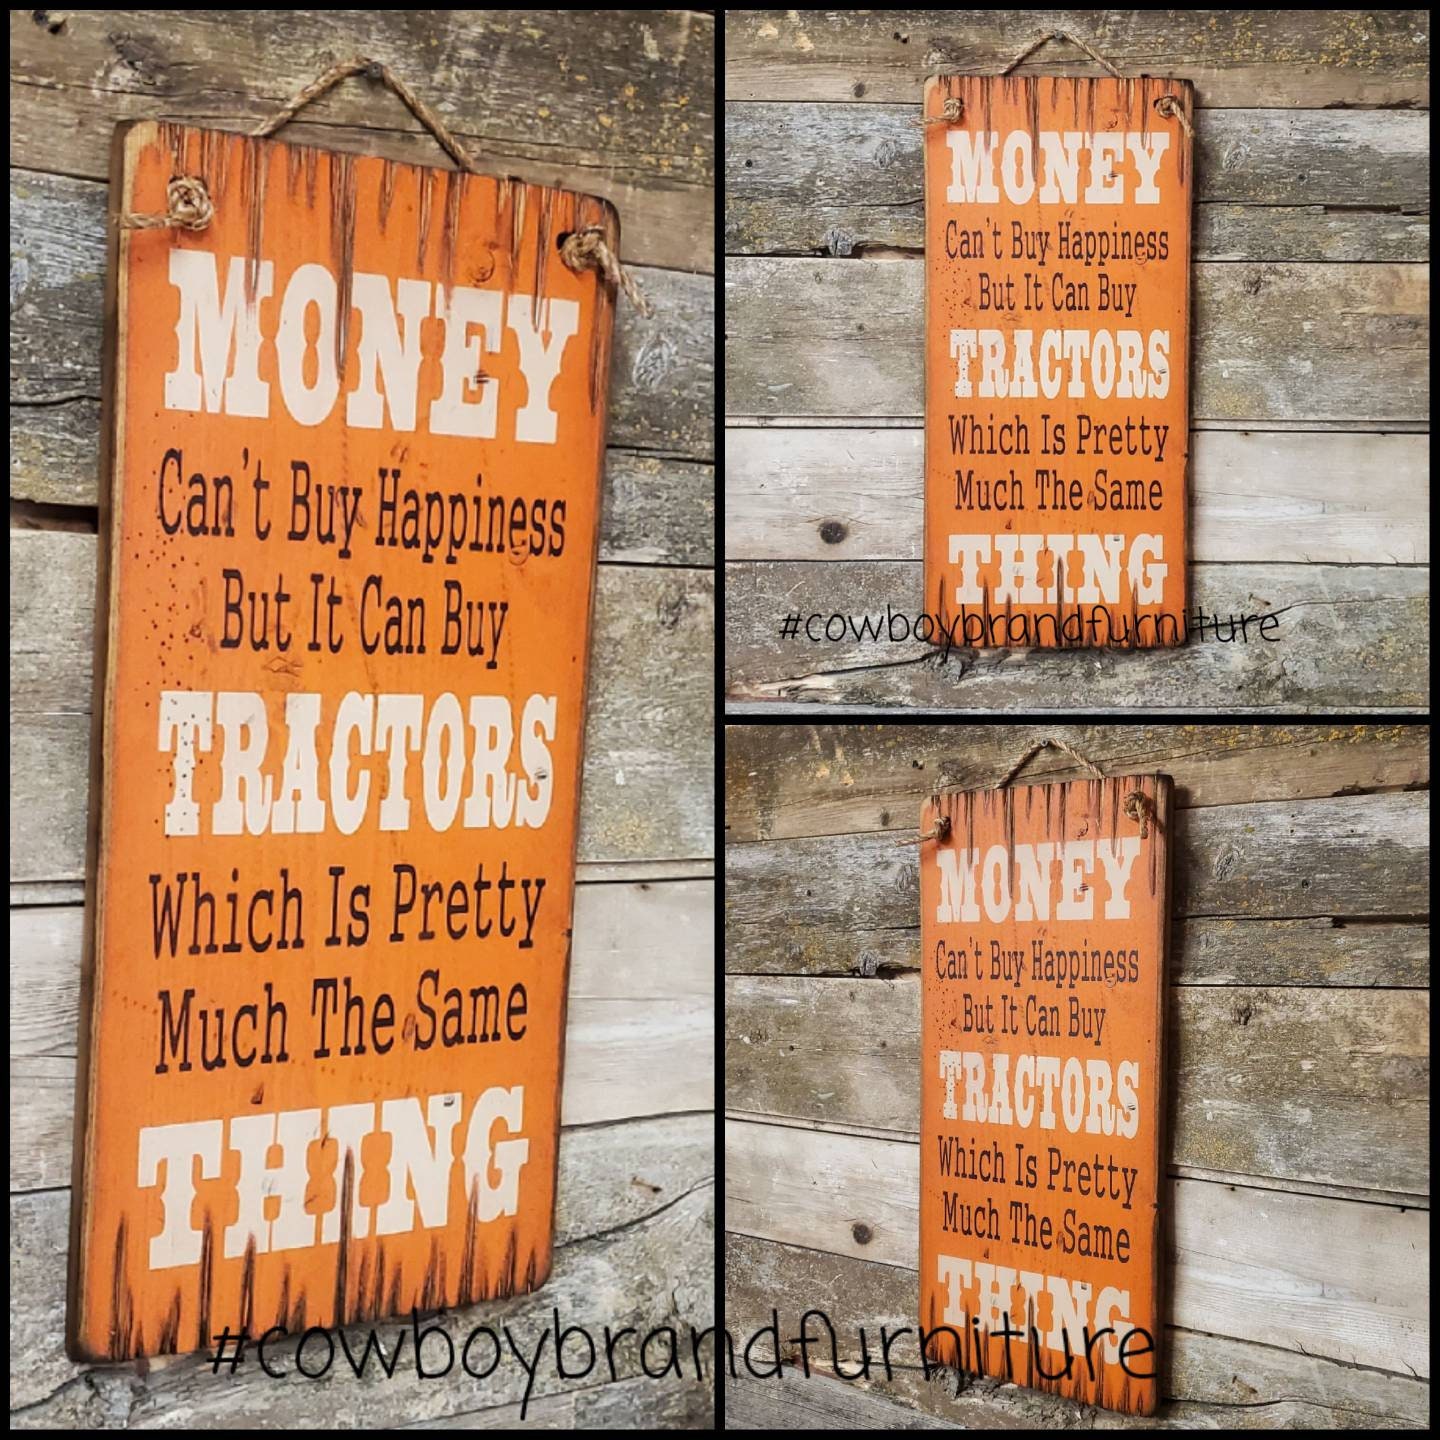 MONEY
Can't Buy Happiness
But It Can Buy
TRACTORS
Which Is Pretty
Much The Same
THING
MONEY
Can't Buy Happiness
But It Can Buy
TRACTORS
Which Is Pretty
Much The Same
THING
#cowboybrandfurniture
MONEY
Can't Buy Happiness
But It Can Buy
TRACTORS
Which Is Pretty
Much The Same
THING
#cowboybrandfurniture